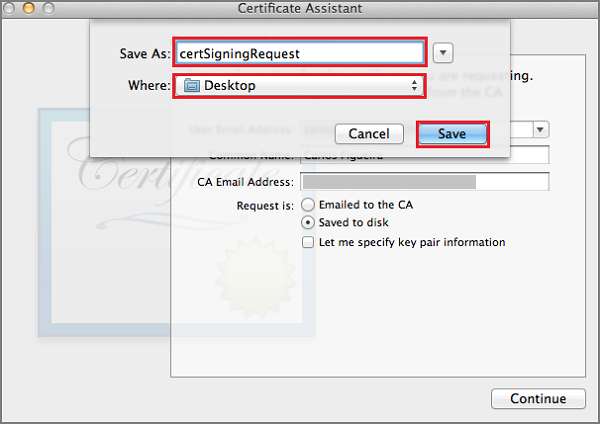 Certificate Assistant
Save As: certSigningRequest
Where: Desktop
are requesting.
from the CA.
Cancel Save
User Email Address:
Common Name: Carlos Figueira
CA Email Address:
Request is: Emailed to the CA
Saved to disk
Let me specify key pair information
Certificate
Continue